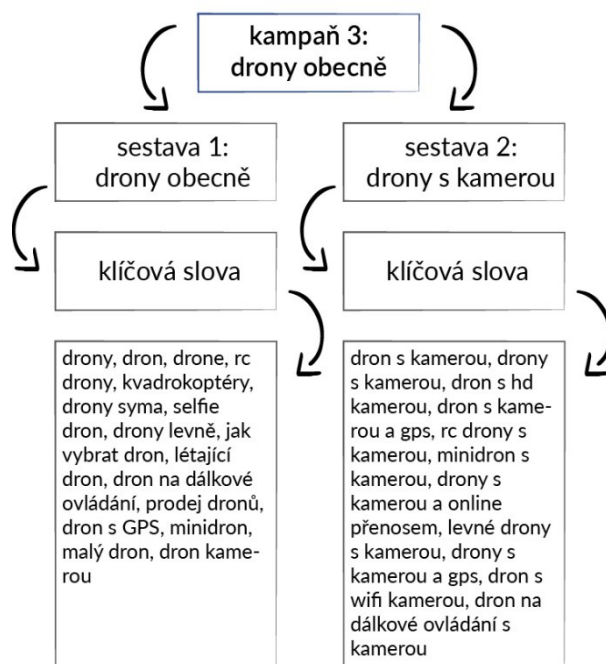 kampaň 3:
drony obecně
sestava 1:
drony obecně
klíčová slova
drony, dron, drone, rc
drony, kvadrokoptéry,
drony syma, selfie
dron, drony levně, jak
vybrat dron, létající
dron, dron na dálkové
ovládání, prodej dronů,
dron s GPS, minidron,
malý dron, dron kame-
rou
sestava 2:
drony s kamerou
klíčová slova
dron s kamerou, drony
s kamerou, dron s hd
kamerou, dron s kame-
rou a gps, rc drony s
kamerou, minidron s
kamerou, drony s
kamerou a online
přenosem, levné drony
s kamerou, drony s
kamerou a gps, dron s
wifi kamerou, dron na
dálkové ovládání s
kamerou